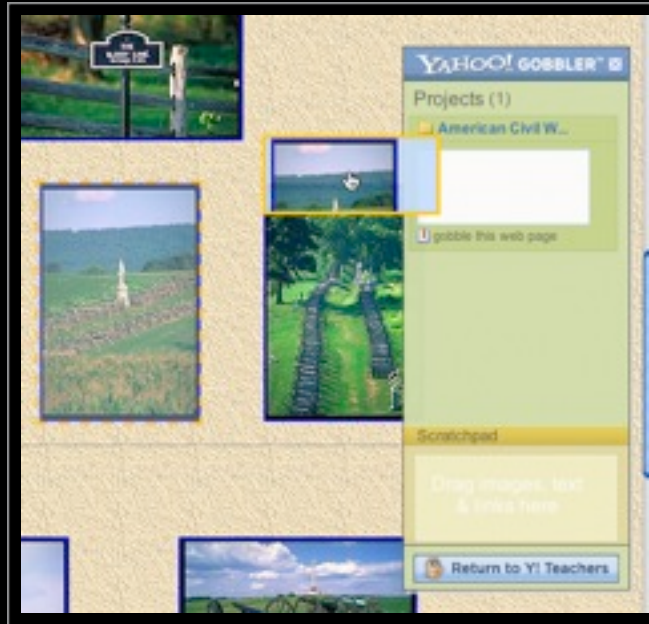 YAHOO! GOBBLER™
Projects (1)
American Civil W...
gobble this web page
Scratchpad
Drag images, text
& links here
Return to Y! Teachers